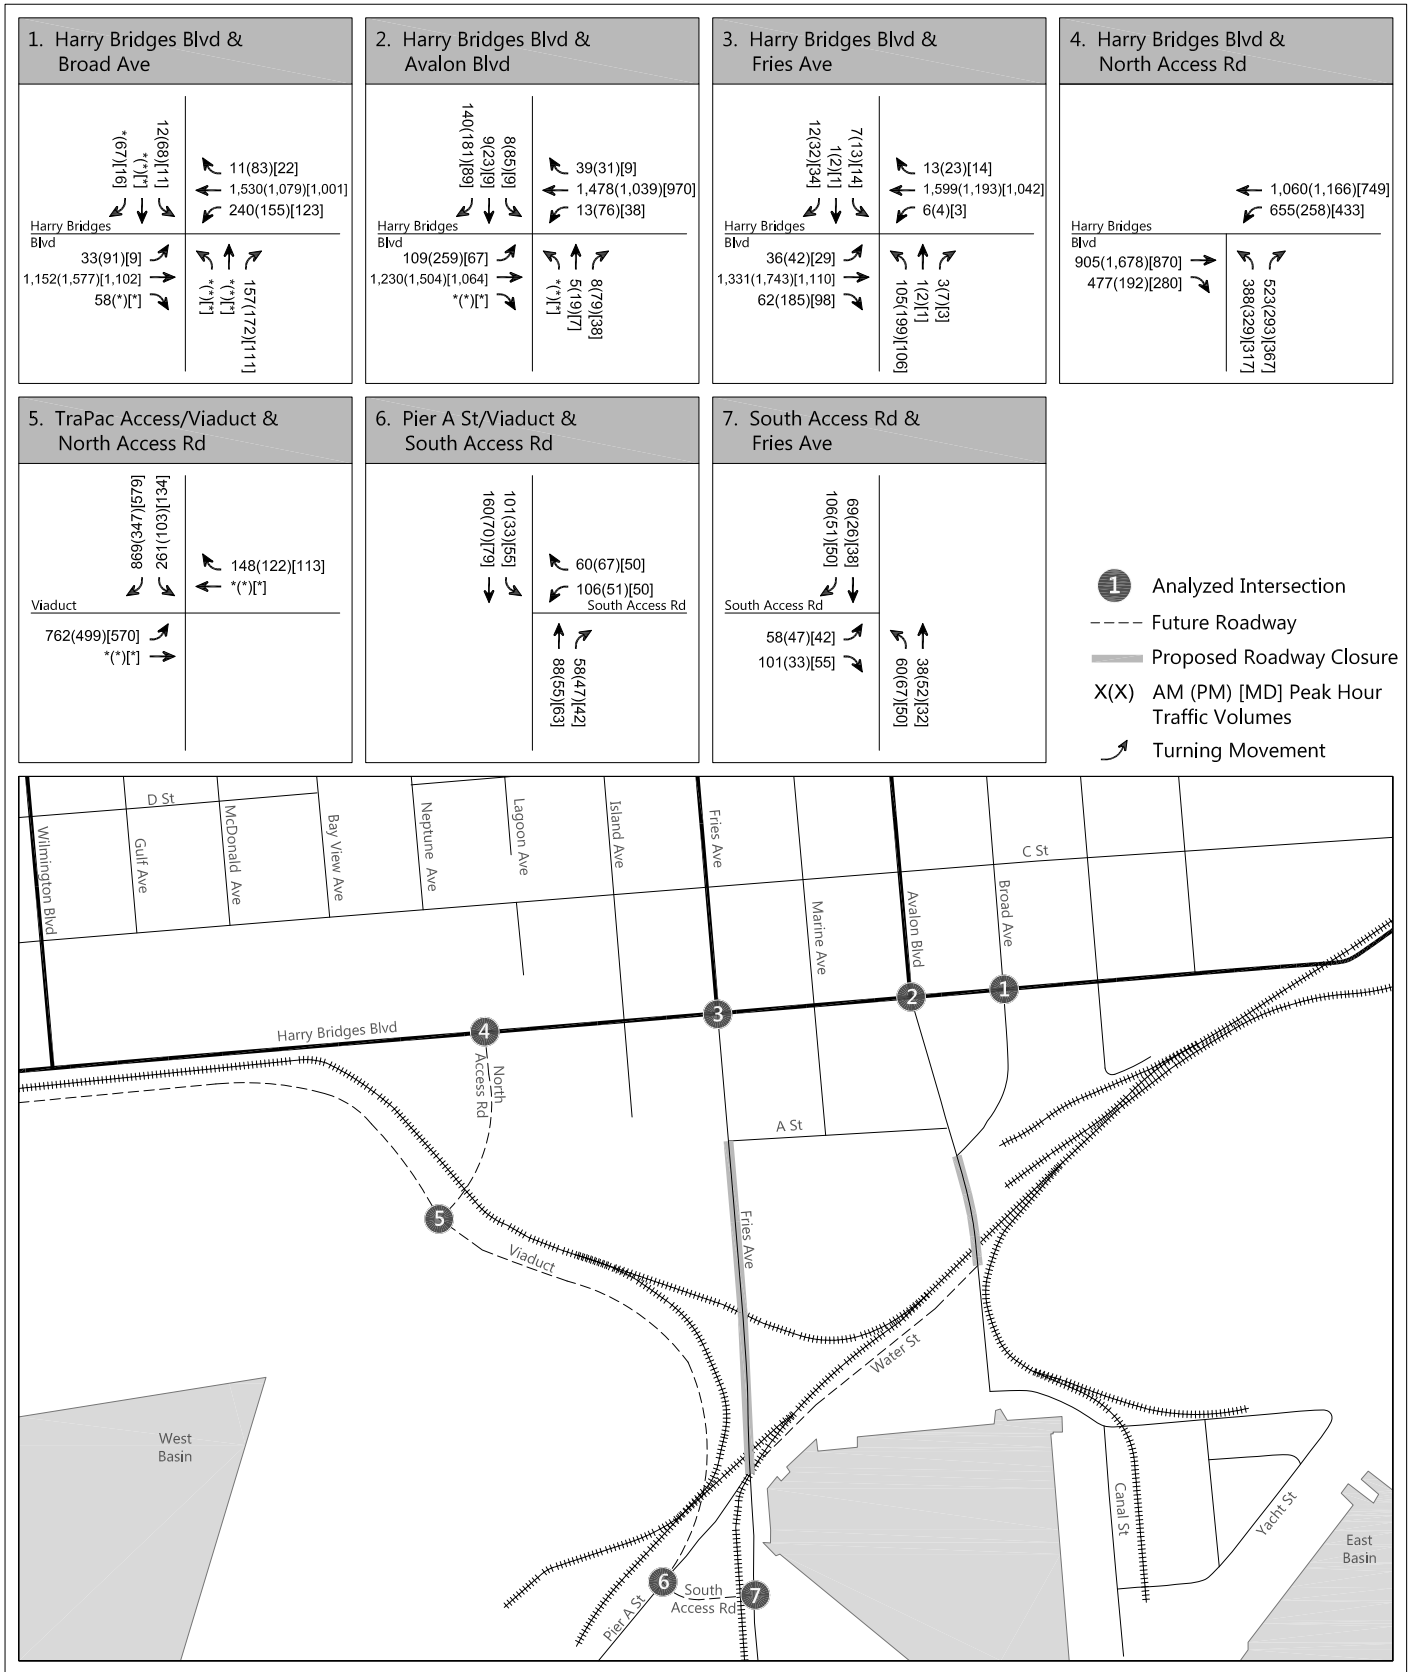 1. Harry Bridges Blvd &
Broad Ave
*(67)[16]
*(*)[*]
12(68)[11]
11(83)[22]
1,530(1,079)[1,001]
240(155)[123]
Harry Bridges
Blvd
33(91)[9]
1,152(1,577)[1,102]
58(*)[*]
*(*)[*]
*(*)[*]
157(172)[111]
2. Harry Bridges Blvd &
Avalon Blvd
140(181)[89]
9(23)[9]
8(85)[9]
39(31)[9]
1,478(1,039)[970]
13(76)[38]
Harry Bridges
Blvd
109(259)[67]
1,230(1,504)[1,064]
*(*)[*]
*(*)[*]
5(19)[7]
8(79)[38]
3. Harry Bridges Blvd &
Fries Ave
12(32)[34]
1(2)[1]
7(13)[14]
13(23)[14]
1,599(1,193)[1,042]
6(4)[3]
Harry Bridges
Blvd
36(42)[29]
1,331(1,743)[1,110]
62(185)[98]
105(199)[106]
1(2)[1]
3(7)[3]
4. Harry Bridges Blvd &
North Access Rd
1,060(1,166)[749]
655(258)[433]
Harry Bridges
Blvd
905(1,678)[870]
477(192)[280]
388(329)[317]
523(293)[367]
5. TraPac Access/Viaduct &
North Access Rd
869(347)[579]
261(103)[134]
148(122)[113]
*(*)[*]
Viaduct
762(499)[570]
*(*)[*]
6. Pier A St/Viaduct &
South Access Rd
160(70)[79]
101(33)[55]
60(67)[50]
106(51)[50]
South Access Rd
88(55)[63]
58(47)[42]
7. South Access Rd &
Fries Ave
106(51)[50]
69(26)[38]
South Access Rd
58(47)[42]
101(33)[55]
60(67)[50]
38(52)[32]
1 Analyzed Intersection
Future Roadway
Proposed Roadway Closure
X(X) AM (PM) [MD] Peak Hour
Traffic Volumes
Turning Movement
D St
Wilmington Blvd
Gulf Ave
McDonald Ave
Bay View Ave
Neptune Ave
Lagoon Ave
Island Ave
Fries Ave
Marine Ave
Avalon Blvd
Broad Ave
C St
1
2
3
4
Harry Bridges Blvd
North
Access Rd
A St
5
Viaduct
Fries Ave
Water St
West
Basin
Canal St
Yacht St
East
Basin
6
South
Access Rd
7
Pier A St